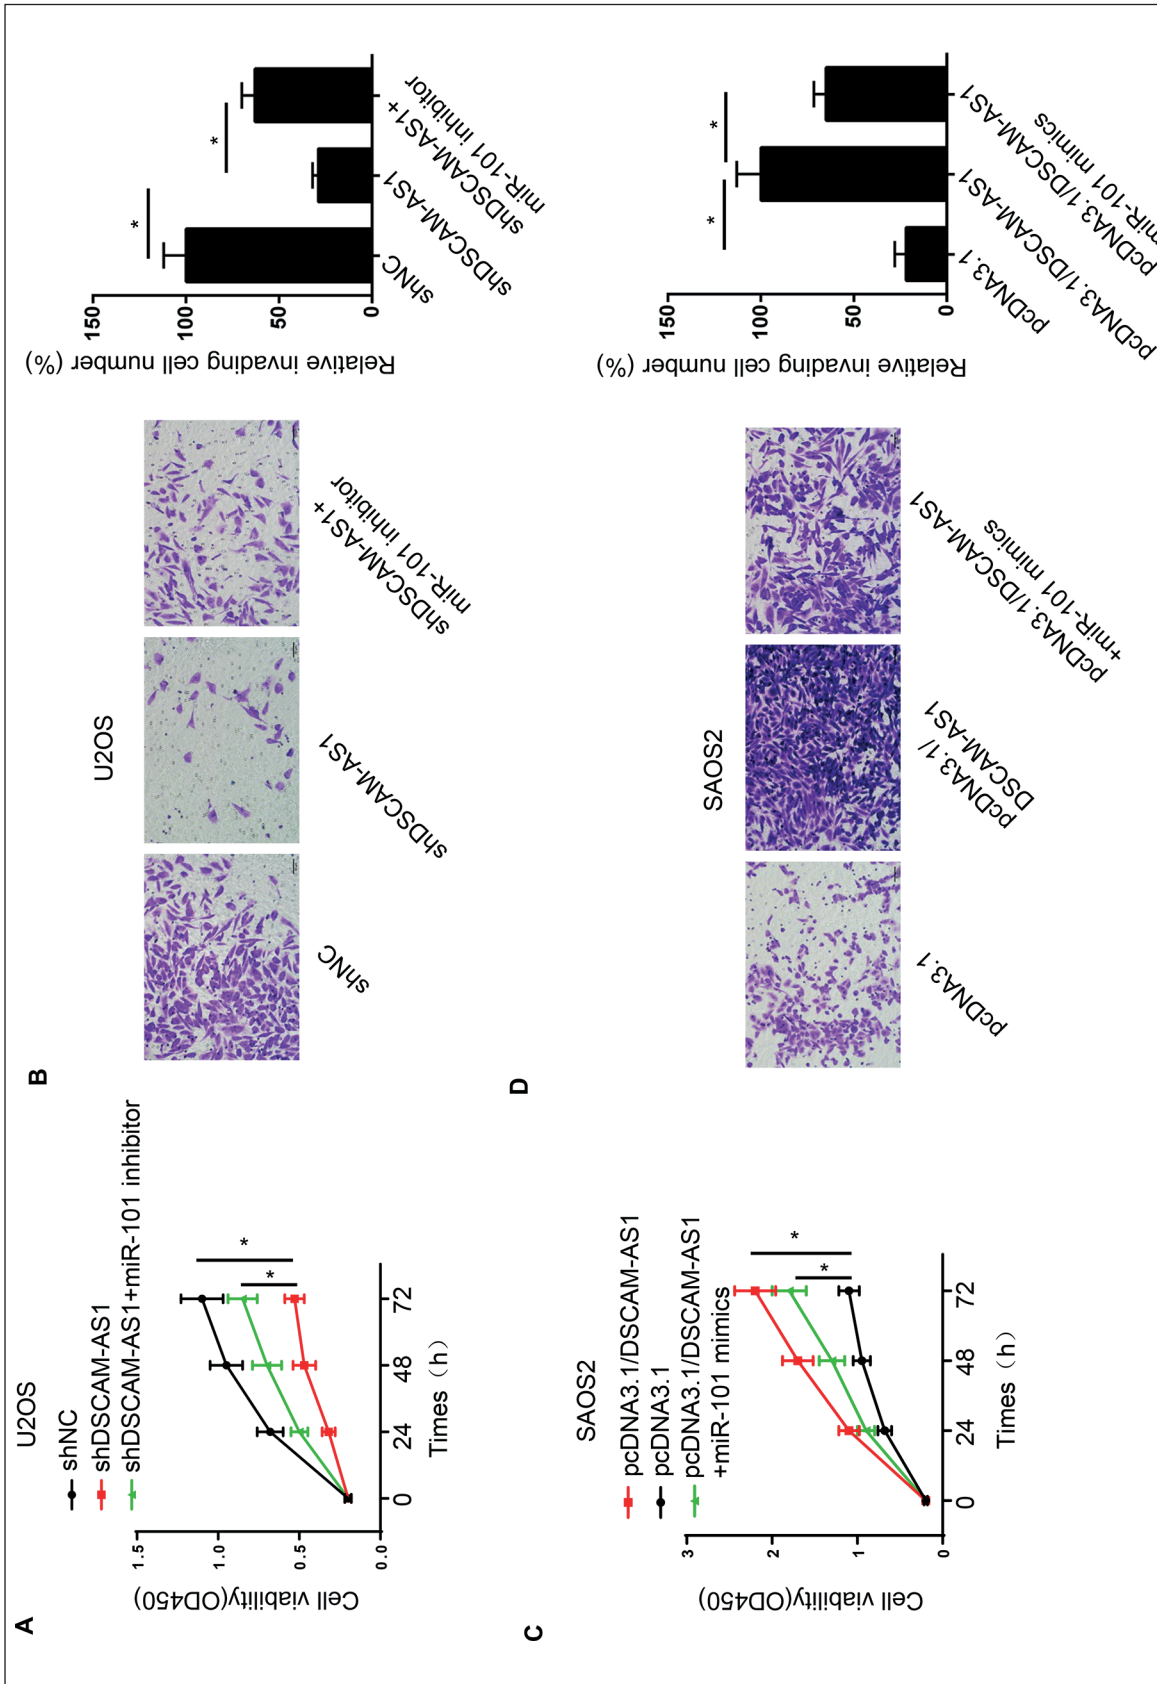 A
U2OS
shNC
shDSCAM-AS1
shDSCAM-AS1+miR-101 inhibitor
Cell viability(OD450)
1.5
1.0
0.5
0.0
0
24
48
72
Times (h)
*
*
B
U2OS
shNC
shDSCAM-AS1
shDSCAM-AS1+
miR-101 inhibitor
Relative invading cell number (%)
150
100
50
0
*
*
shNC
shDSCAM-AS1
shDSCAM-AS1+
miR-101 inhibitor
C
SAOS2
pcDNA3.1/DSCAM-AS1
pcDNA3.1
pcDNA3.1/DSCAM-AS1
+miR-101 mimics
Cell viability(OD450)
3
2
1
0
0
24
48
72
Times (h)
*
*
D
SAOS2
pcDNA3.1
pcDNA3.1/
DSCAM-AS1
pcDNA3.1/DSCAM-AS1
+miR-101 mimics
Relative invading cell number (%)
150
100
50
0
*
*
pcDNA3.1
pcDNA3.1/DSCAM-AS1
pcDNA3.1/DSCAM-AS1
miR-101 mimics